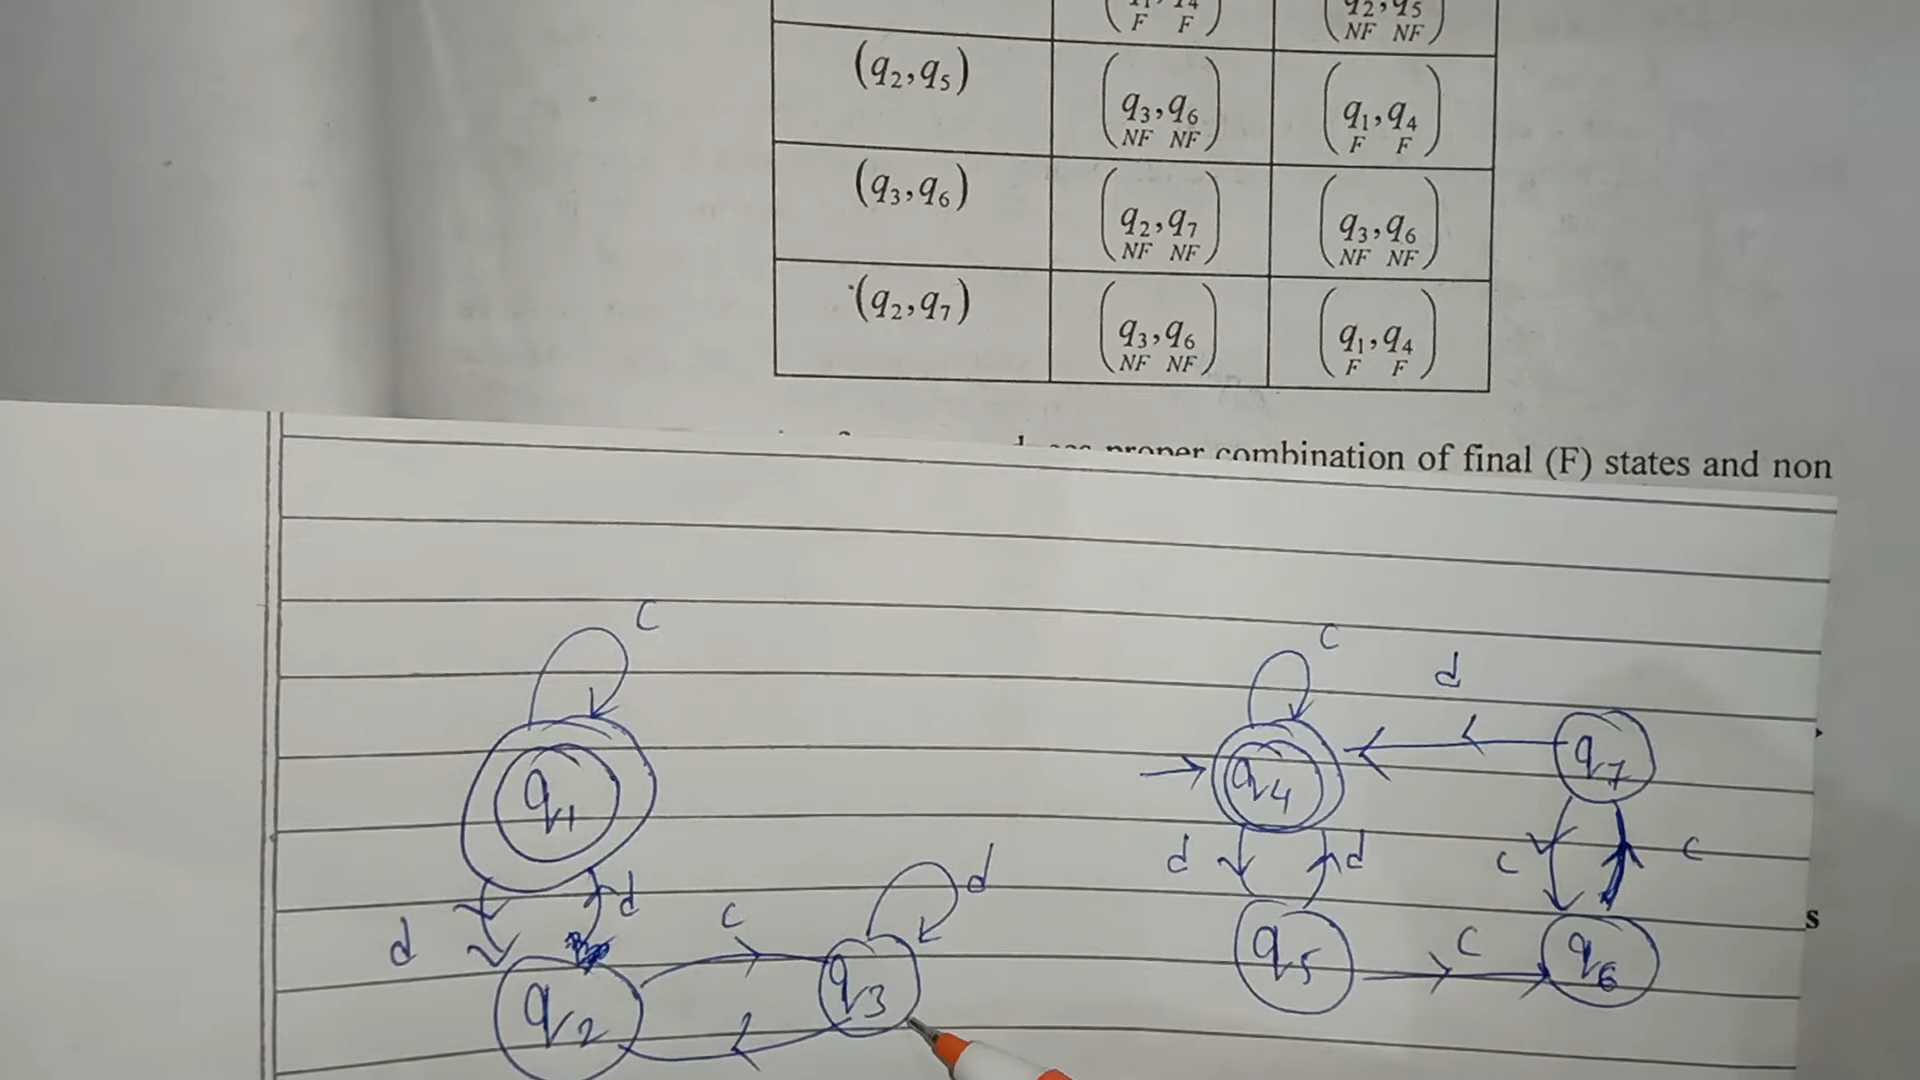 F F NF NF
(q2,q5) (q3,q6) (q1,q4)
NF NF F F
(q3,q6) (q2,q7) (q3,q6)
NF NF NF NF
(q2,q7) (q3,q6) (q1,q4)
NF NF F F
proper combination of final (F) states and non
C
C
d
q1
q4
q7
d
d
d
d
C
C
d
C
s
q2
q3
q5
C
q6